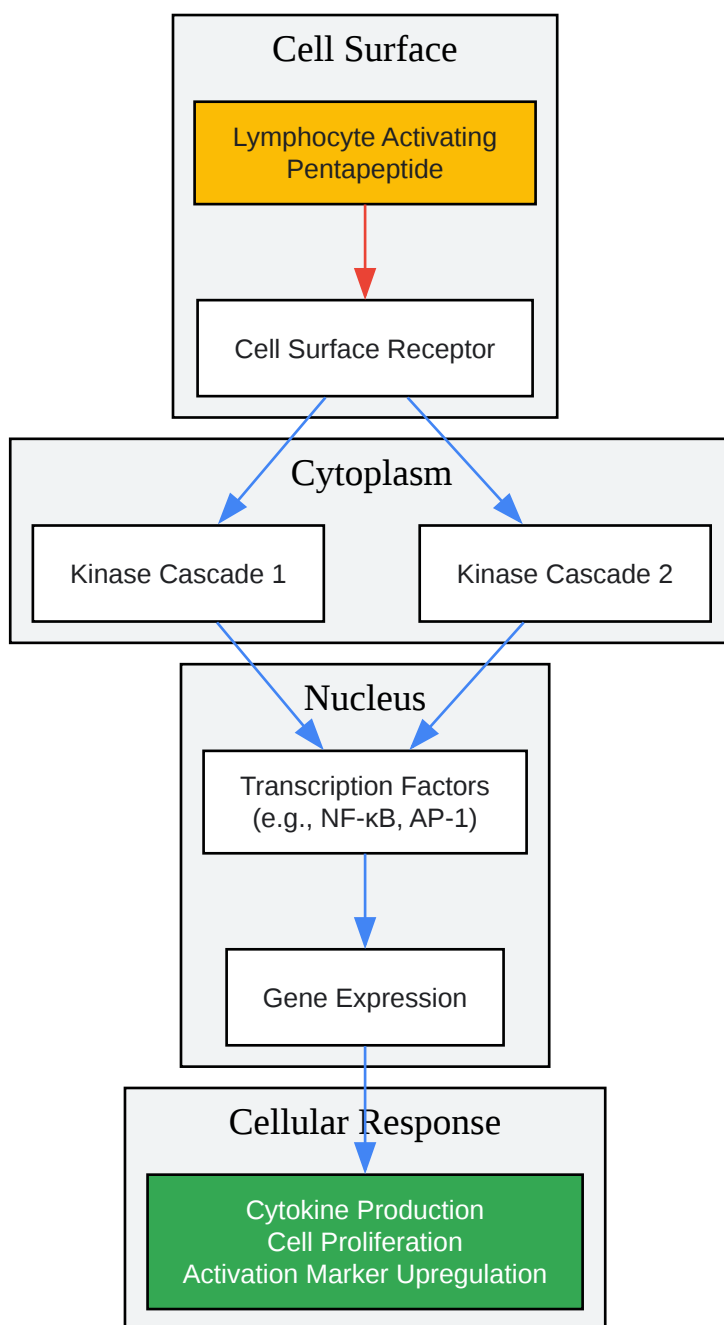 Cell Surface
Lymphocyte Activating
Pentapeptide
Cell Surface Receptor
Cytoplasm
Kinase Cascade 1
Kinase Cascade 2
Nucleus
Transcription Factors
(e.g., NF-κB, AP-1)
Gene Expression
Cellular Response
Cytokine Production
Cell Proliferation
Activation Marker Upregulation